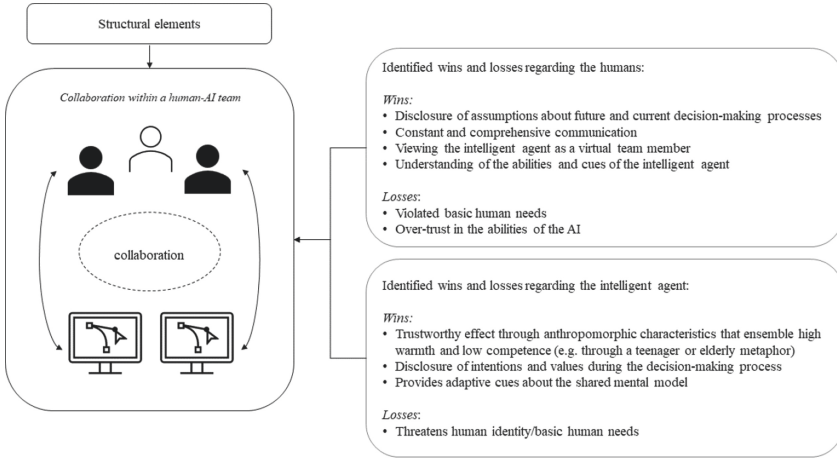 Structural elements
Collaboration within a human-AI team
collaboration
Identified wins and losses regarding the humans:
Wins:
• Disclosure of assumptions about future and current decision-making processes
• Constant and comprehensive communication
• Viewing the intelligent agent as a virtual team member
• Understanding of the abilities and cues of the intelligent agent
Losses:
• Violated basic human needs
• Over-trust in the abilities of the AI
Identified wins and losses regarding the intelligent agent:
Wins:
• Trustworthy effect through anthropomorphic characteristics that ensemble high
warmth and low competence (e.g. through a teenager or elderly metaphor)
• Disclosure of intentions and values during the decision-making process
• Provides adaptive cues about the shared mental model
Losses:
• Threatens human identity/basic human needs